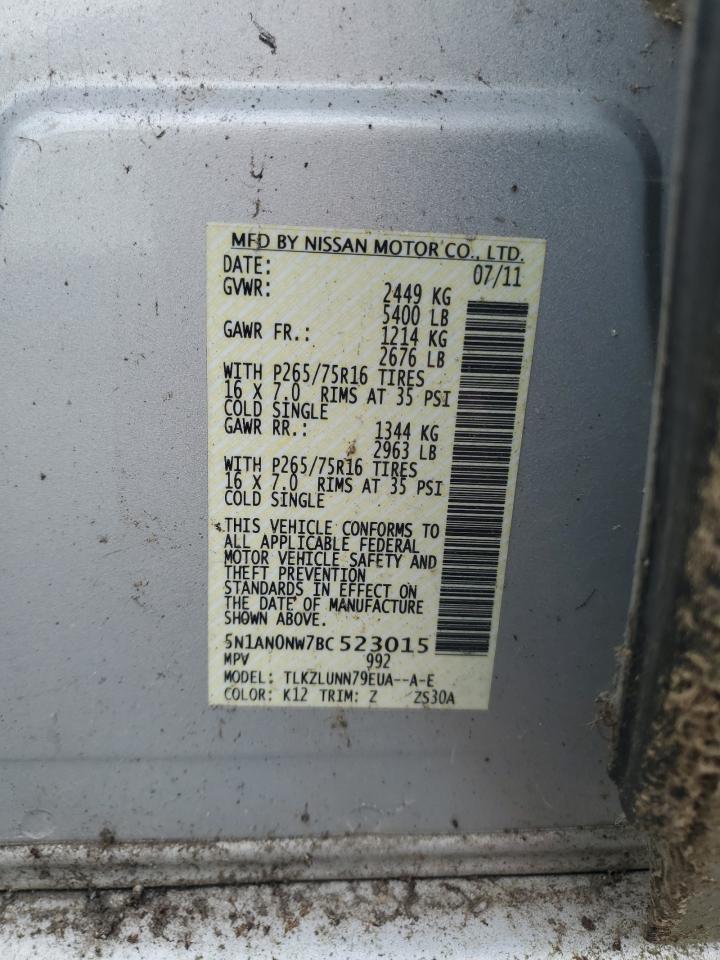 MFD BY NISSAN MOTOR CO., LTD.
DATE: 07/11
GVWR: 2449 KG
5400 LB
GAWR FR.: 1214 KG
2676 LB
WITH P265/75R16 TIRES
16 X 7.0 RIMS AT 35 PSI
COLD SINGLE
GAWR RR.: 1344 KG
2963 LB
WITH P265/75R16 TIRES
16 X 7.0 RIMS AT 35 PSI
COLD SINGLE
THIS VEHICLE CONFORMS TO
ALL APPLICABLE FEDERAL
MOTOR VEHICLE SAFETY AND
THEFT PREVENTION
STANDARDS IN EFFECT ON
THE DATE OF MANUFACTURE
SHOWN ABOVE.
5N1AN0NW7BC523015
MPV 992
MODEL: TLKZLUNN79EUA--A-E
COLOR: K12 TRIM: Z ZS30A